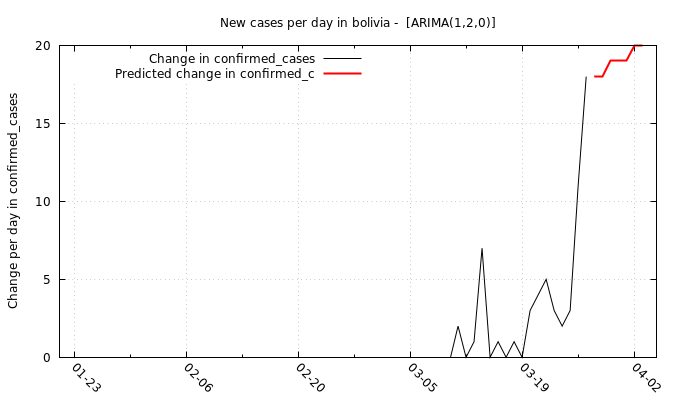 New cases per day in bolivia -  [ARIMA(1,2,0)]
Change in confirmed_cases
Predicted change in confirmed_c
Change per day in confirmed_cases
20
15
10
5
0
01-23
02-06
02-20
03-05
03-19
04-02